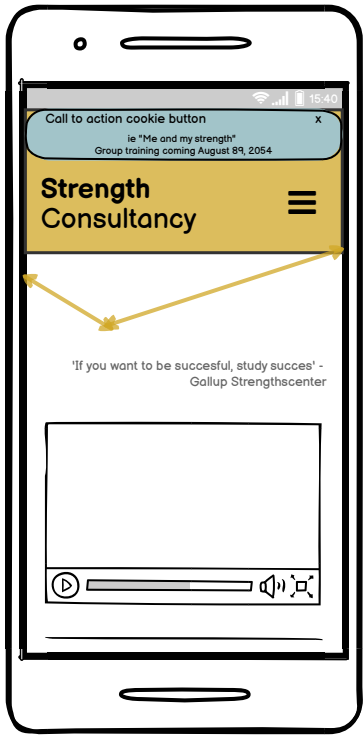 15:40
Call to action cookie button x
ie "Me and my strength"
Group training coming August 89, 2054
Strength
Consultancy
'If you want to be succesful, study succes' -
Gallup Strengthscenter